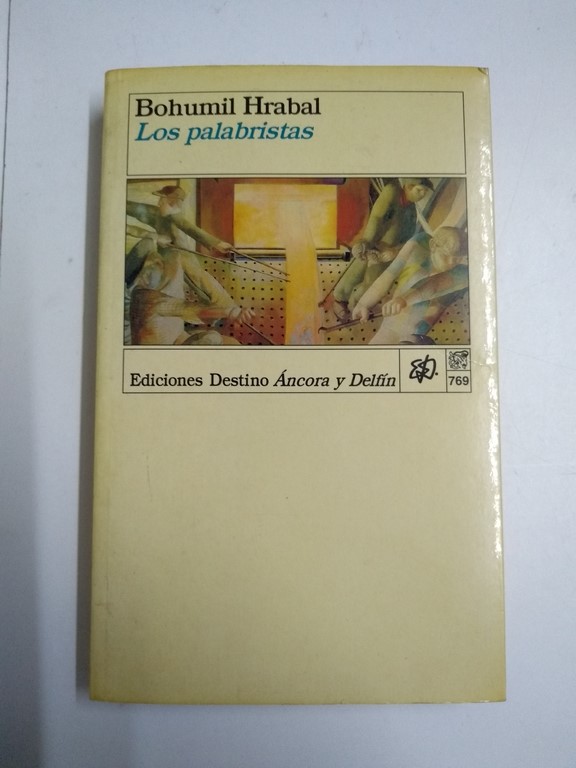 Bohumil Hrabal
Los palabristas
Ediciones Destino Áncora y Delfín
769